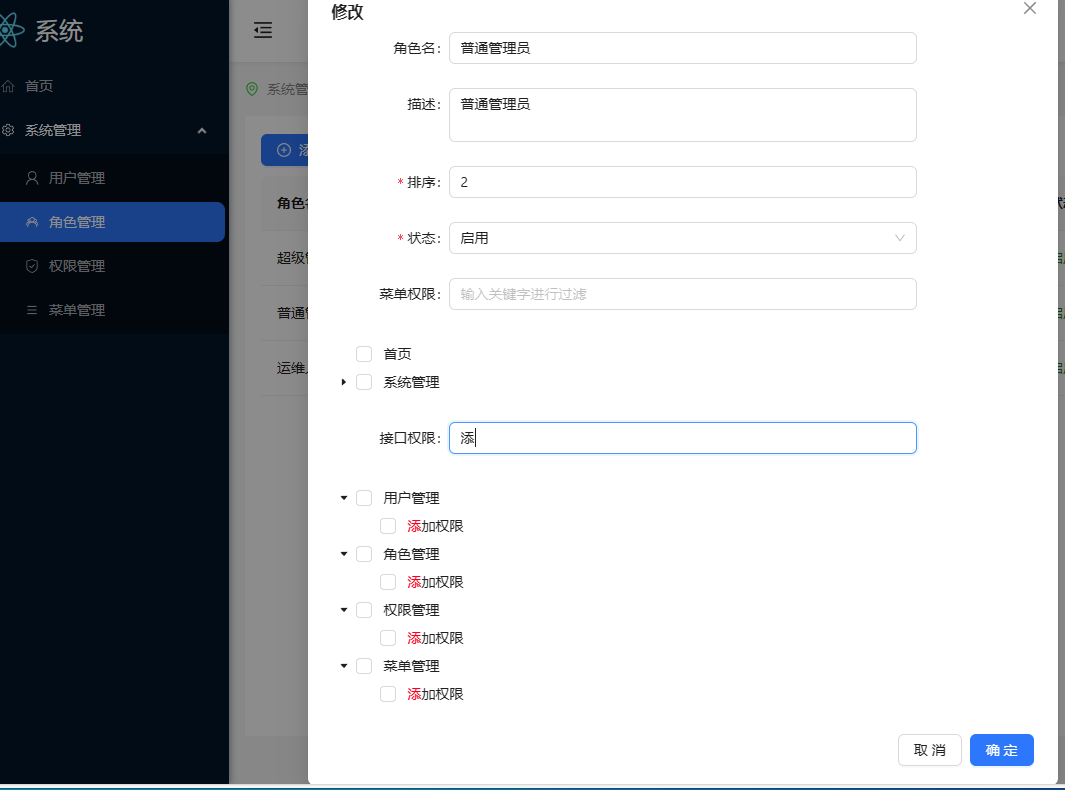 系统
首页
系统管理
用户管理
角色管理
权限管理
菜单管理
系统管
角色
超级
普通
运维
修改
角色名:
普通管理员
描述:
普通管理员
* 排序:
2
* 状态:
启用
菜单权限:
输入关键字进行过滤
首页
系统管理
接口权限:
添
用户管理
添加权限
角色管理
添加权限
权限管理
添加权限
菜单管理
添加权限
取 消
确 定